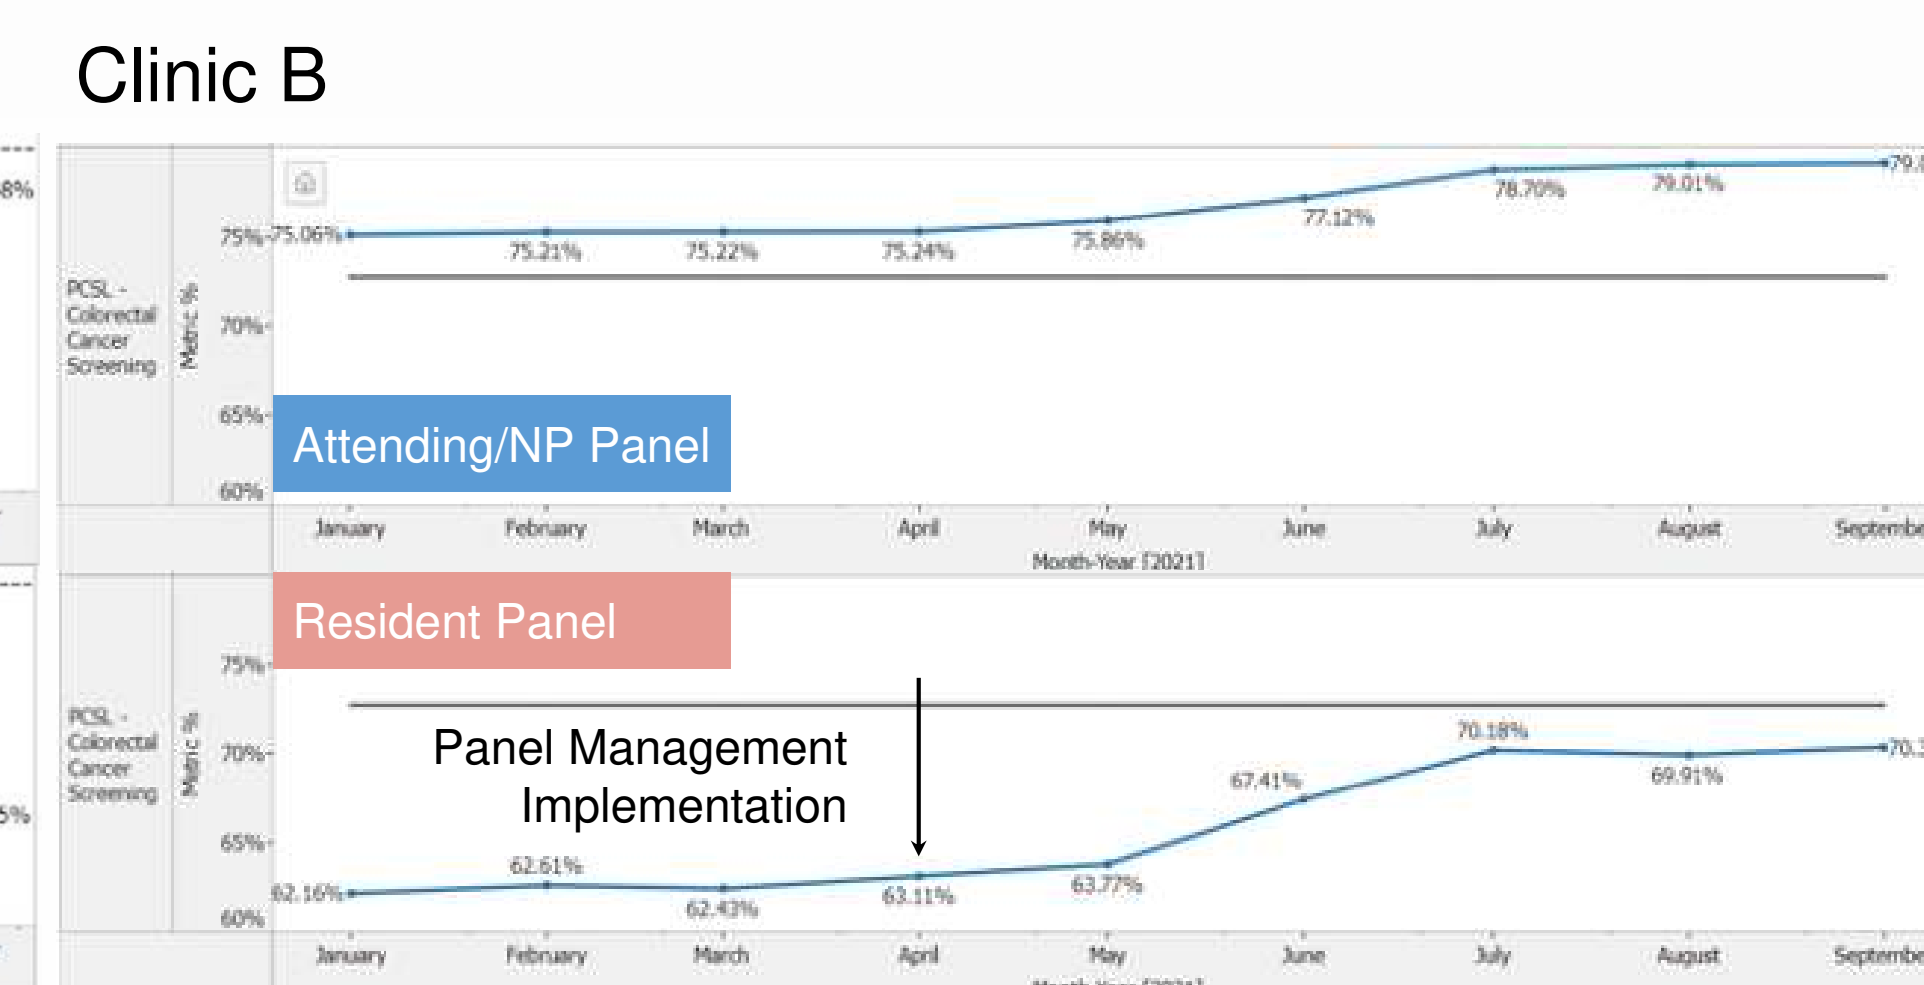 Clinic B
8%
75%
75.06%
75.21%
75.22%
75.24%
75.86%
77.12%
78.70%
79.01%
PCSL -
Colorectal
Cancer
Screening
Metric %
70%
65%
60%
Attending/NP Panel
January February March April May June July August Septembe
Month-Year [2021]
Resident Panel
75%
PCSL -
Colorectal
Cancer
Screening
Metric %
70%
65%
60%
Panel Management
Implementation
62.16%
62.61%
62.43%
63.11%
63.77%
67.41%
70.18%
69.91%
5%
January February March April May June July August Septembe